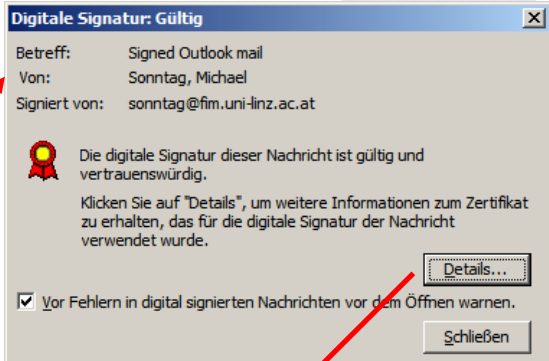 Digitale Signatur: Gültig
Betreff: Signed Outlook mail
Von: Sonntag, Michael
Signiert von: sonntag@fim.uni-linz.ac.at
Die digitale Signatur dieser Nachricht ist gültig und
vertrauenswürdig.
Klicken Sie auf "Details", um weitere Informationen zum Zertifikat
zu erhalten, das für die digitale Signatur der Nachricht
verwendet wurde.
Details...
Vor Fehlern in digital signierten Nachrichten vor dem Öffnen warnen.
Schließen